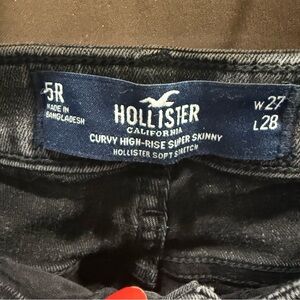 5R
MADE IN
BANGLADESH
HOLLISTER
CALIFORNIA
CURVY HIGH-RISE SUPER SKINNY
HOLLISTER SOFT STRETCH
W27
L28